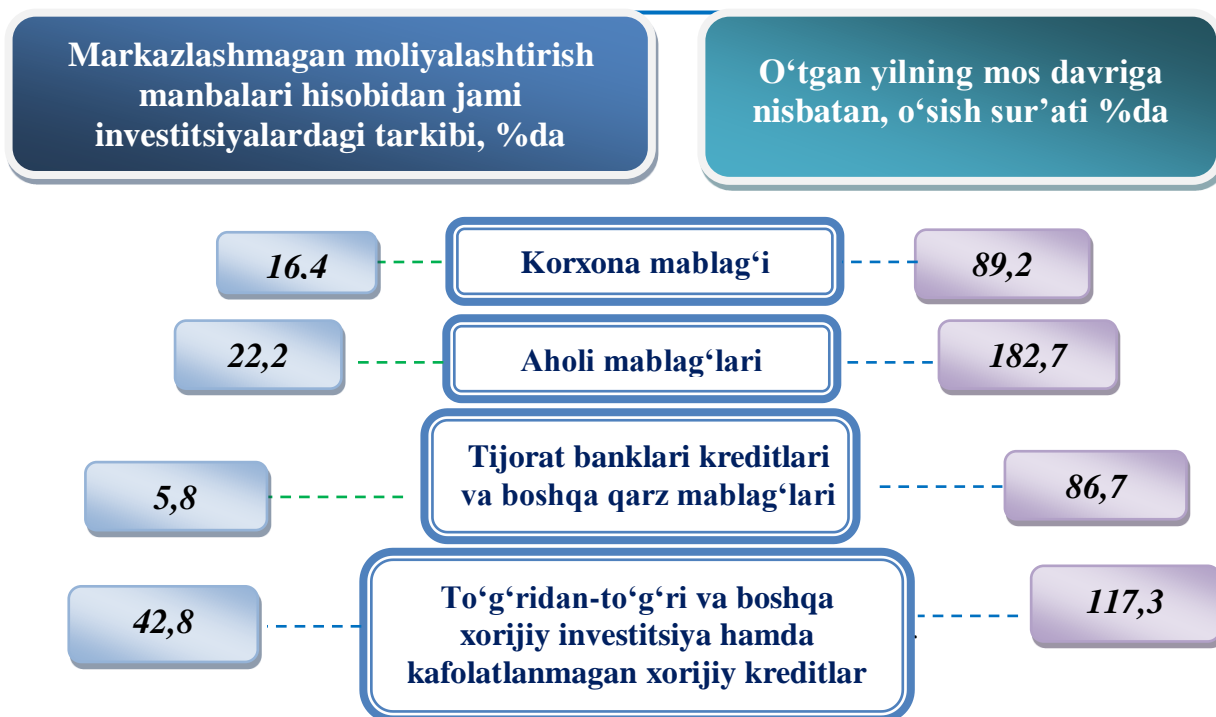 Markazlashmagan moliyalashtirish
manbalari hisobidan jami
investitsiyalardagi tarkibi, %da
O‘tgan yilning mos davriga
nisbatan, o‘sish sur’ati %da
16,4
Korxona mablag‘i
89,2
22,2
Aholi mablag‘lari
182,7
5,8
Tijorat banklari kreditlari
va boshqa qarz mablag‘lari
86,7
42,8
To‘g‘ridan-to‘g‘ri va boshqa
xorijiy investitsiya hamda
kafolatlanmagan xorijiy kreditlar
117,3